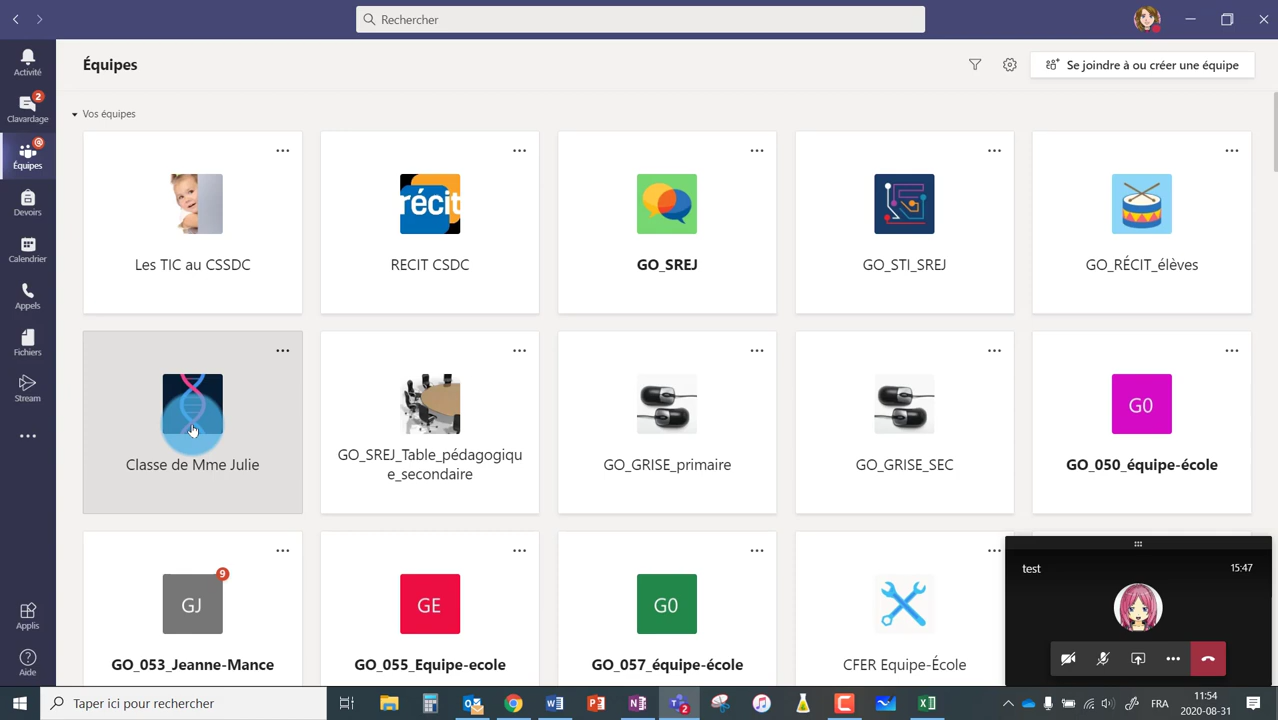 Rechercher
Activité
2
Clavardage
@
Équipes
Devoirs
Calendrier
Appels
Fichiers
Stream
Applis
Aide
Équipes
Se joindre à ou créer une équipe
Vos équipes
Les TIC au CSSDC
récit
RECIT CSDC
GO_SREJ
GO_STI_SREJ
GO_RÉCIT_élèves
Classe de Mme Julie
GO_SREJ_Table_pédagogiqu
e_secondaire
GO_GRISE_primaire
GO_GRISE_SEC
G0
GO_050_équipe-école
GJ
9
GO_053_Jeanne-Mance
GE
GO_055_Equipe-ecole
G0
GO_057_équipe-école
CFER Equipe-École
test
15:47
Taper ici pour rechercher
2
FRA
11:54
2020-08-31